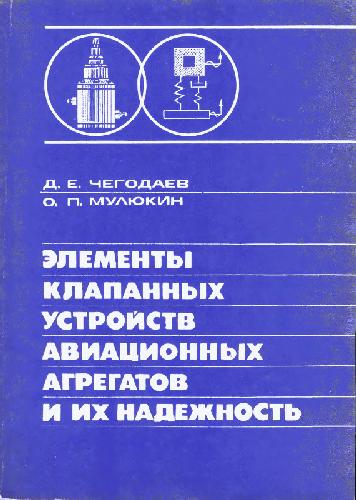 Д. Е. ЧЕГОДАЕВ
О. П. МУЛЮКИН
ЭЛЕМЕНТЫ
КЛАПАННЫХ
УСТРОЙСТВ
АВИАЦИОННЫХ
АГРЕГАТОВ
И ИХ НАДЕЖНОСТЬ